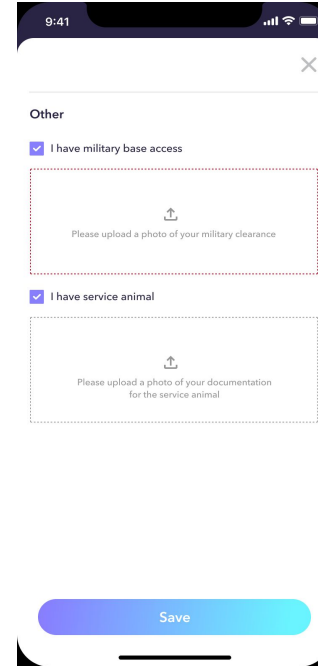 9:41
Other
I have military base access
Please upload a photo of your military clearance
I have service animal
Please upload a photo of your documentation
for the service animal
Save